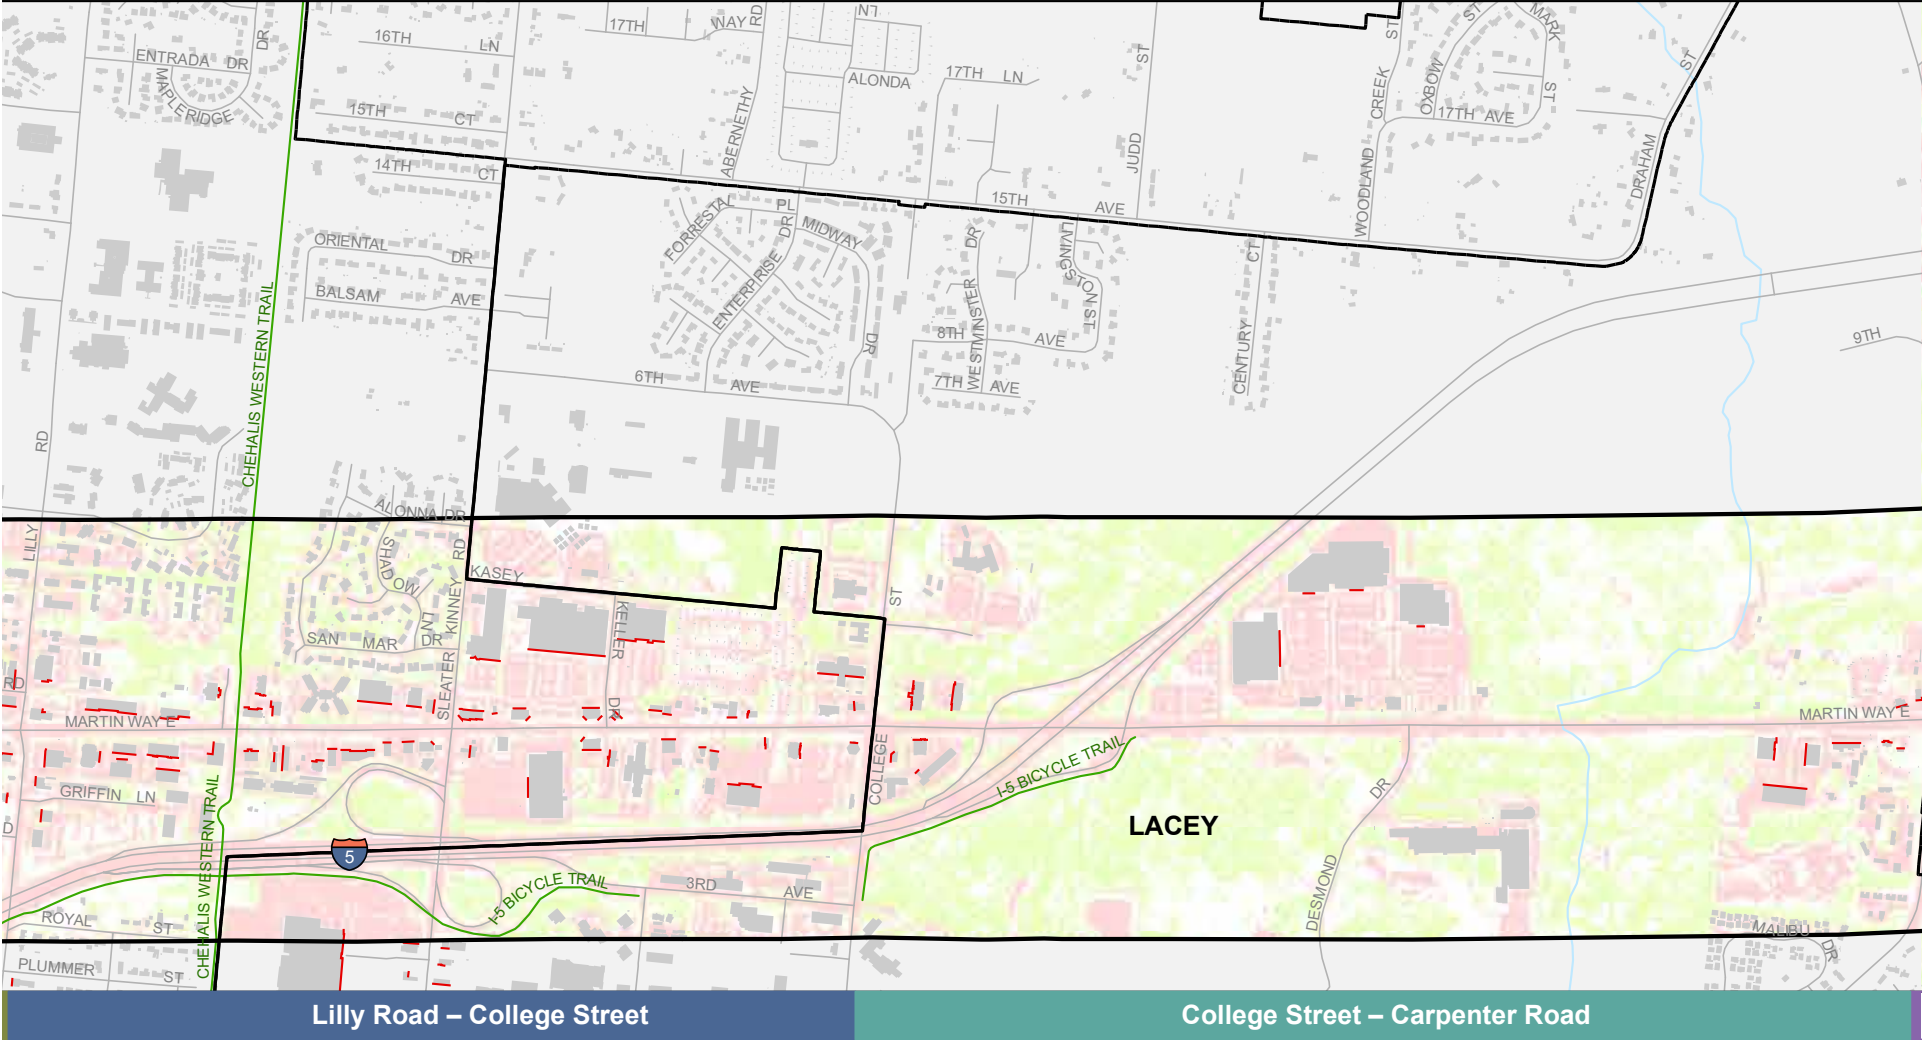 17TH WAY
RD
LN
ST
MARK
ST
16TH LN
ENTRADA DR
DR
MAPLERIDGE
ALONDA
17TH LN
ST
CREEK
ST
OXBOW
17TH AVE
ST
15TH CT
ABERNETHY
14TH CT
JUDD
WOODLAND
DRAHAM
15TH AVE
FORRESTAL
PL
DR
MIDWAY
ORIENTAL DR
BALSAM AVE
ENTERPRISE
DR
WESTMINSTER
DR
LIVINGSTON ST
CT
CENTURY
8TH AVE
9TH
6TH AVE
7TH AVE
CHEHALIS WESTERN TRAIL
RD
ALONNA DR
LILLY
RD
SHADOW
LN
KINNEY
KASEY
KELLER
DR
ST
SAN MAR DR
RD
SLEATER
MARTIN WAY E
MARTIN WAY E
COLLEGE
I-5 BICYCLE TRAIL
GRIFFIN LN
CHEHALIS WESTERN TRAIL
D
5
LACEY
DR
DESMOND
I-5 BICYCLE TRAIL
3RD AVE
ROYAL ST
PLUMMER ST
MALIBU DR
Lilly Road – College Street
College Street – Carpenter Road